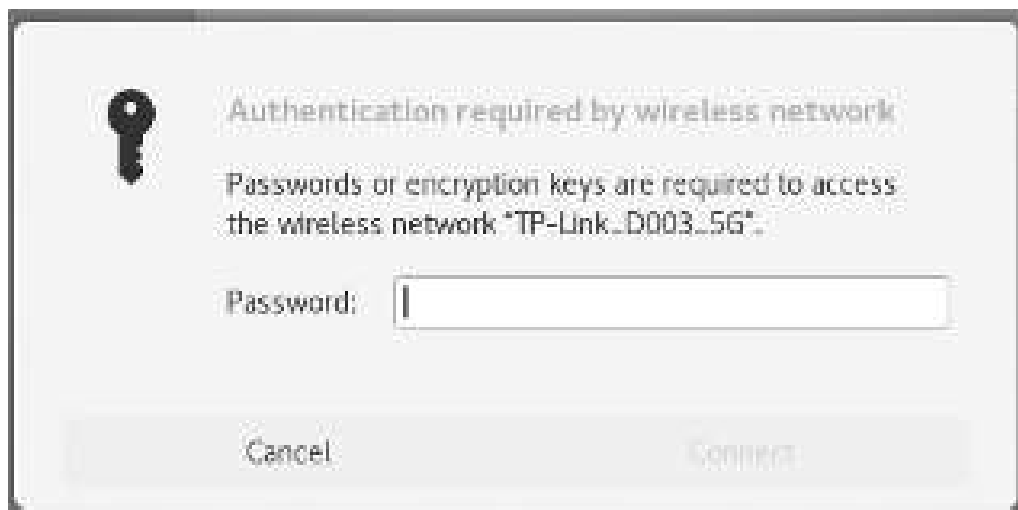 Authentication required by wireless network
Passwords or encryption keys are required to access
the wireless network "TP-Link_D003_5G".
Password:
Cancel
Connect